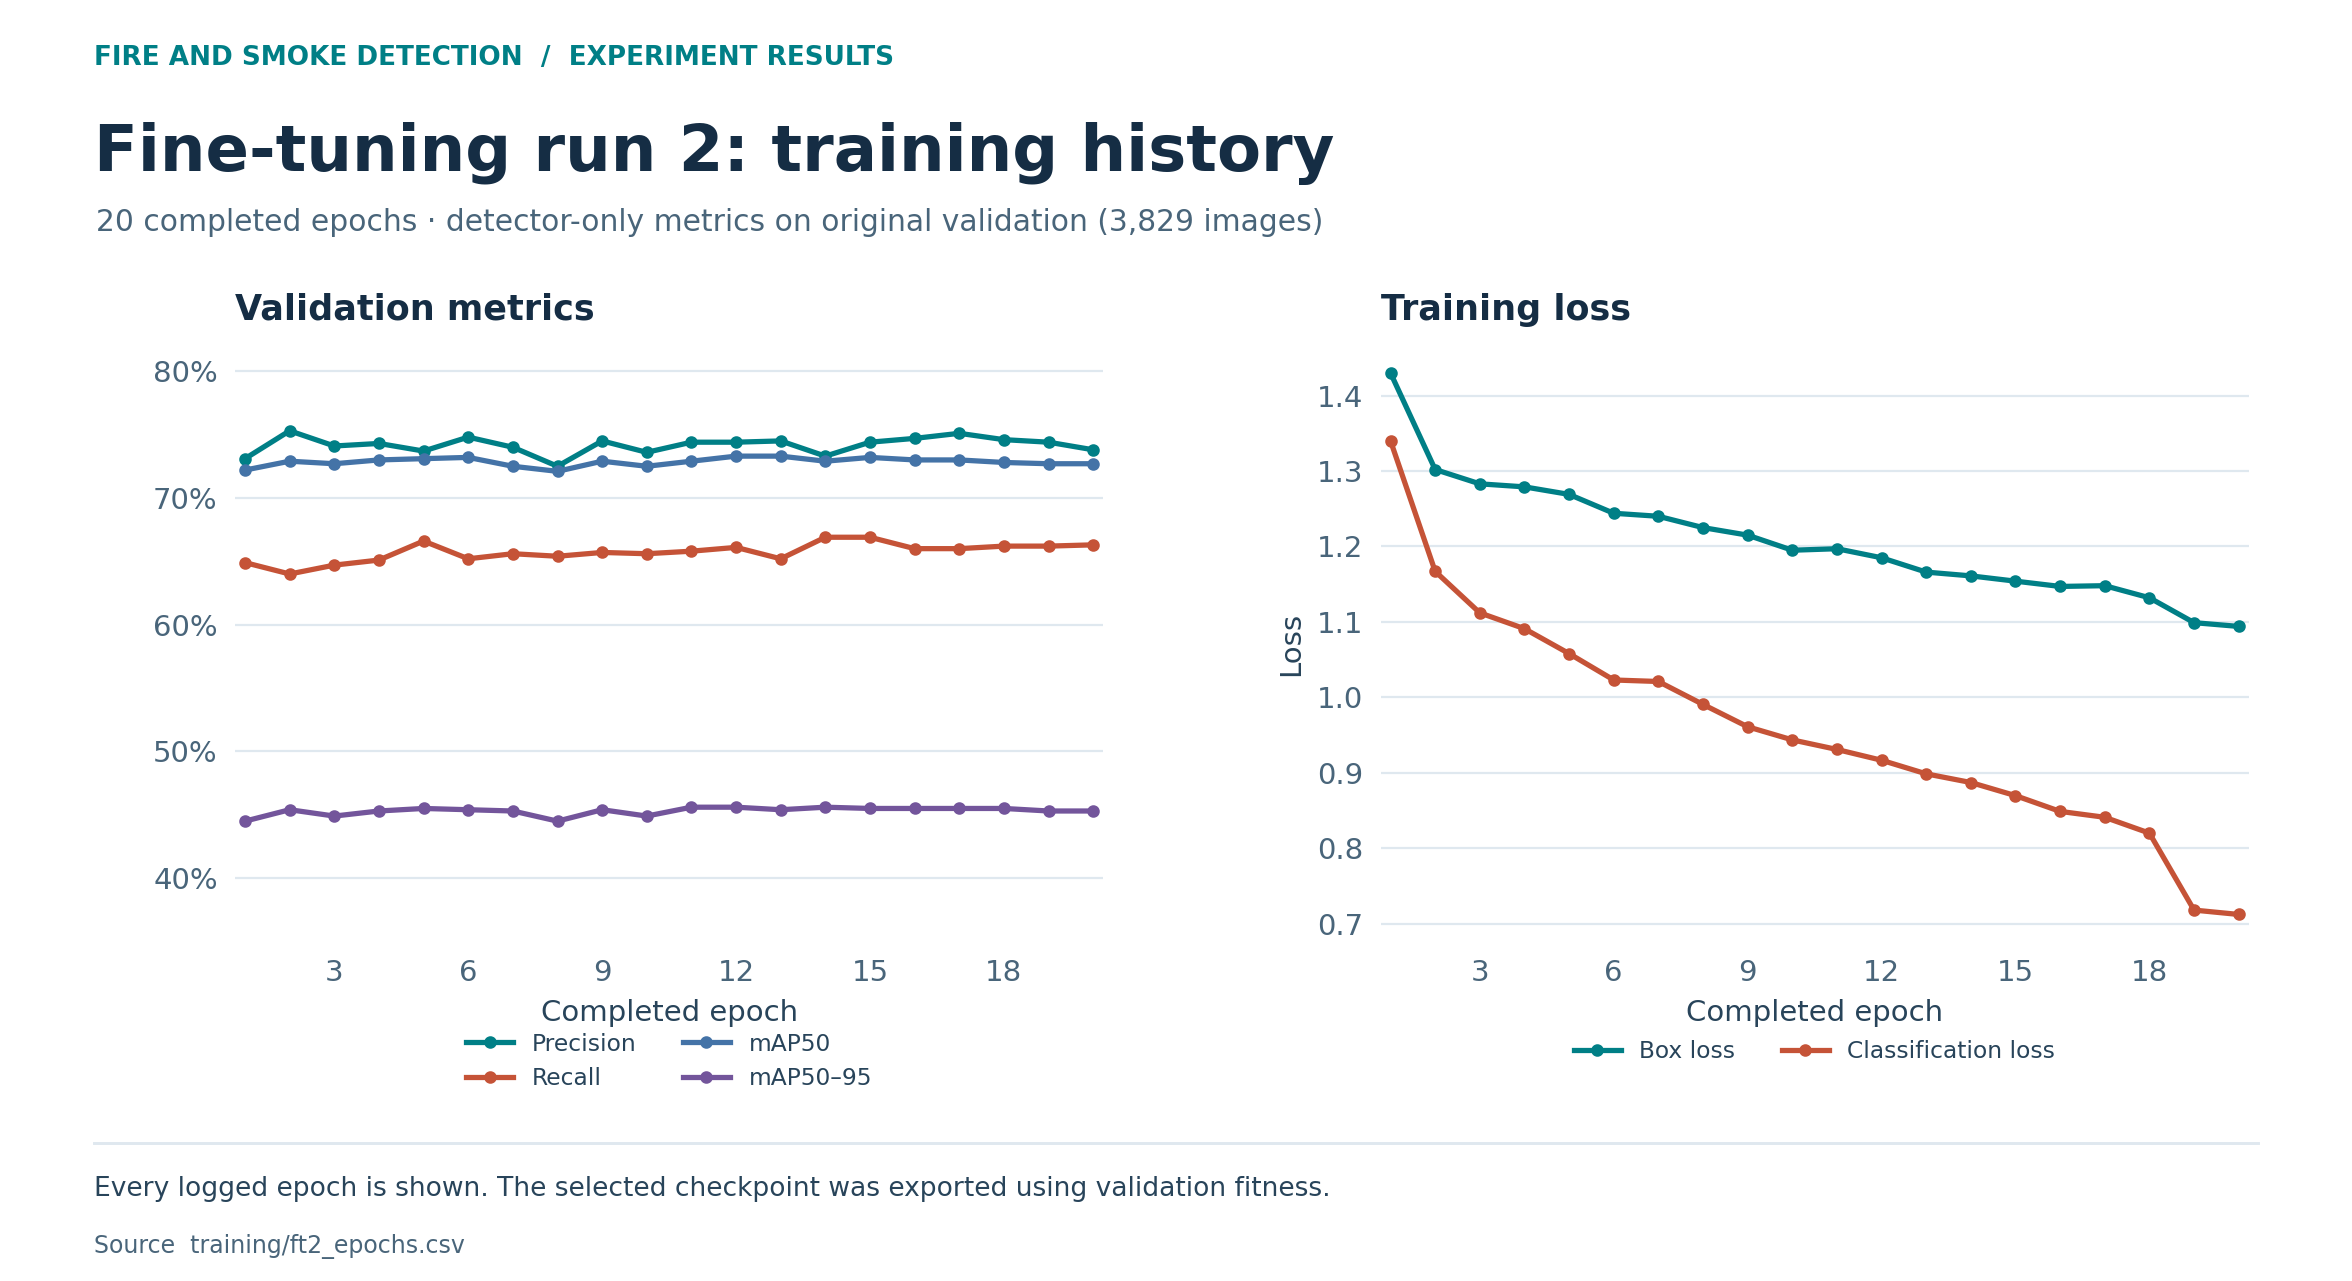 FIRE AND SMOKE DETECTION / EXPERIMENT RESULTS
Fine-tuning run 2: training history
20 completed epochs · detector-only metrics on original validation (3,829 images)
Validation metrics
80%
70%
60%
50%
40%
3 6 9 12 15 18
Completed epoch
Precision mAP50
Recall mAP50–95
Training loss
Loss
1.4
1.3
1.2
1.1
1.0
0.9
0.8
0.7
3 6 9 12 15 18
Completed epoch
Box loss Classification loss
Every logged epoch is shown. The selected checkpoint was exported using validation fitness.
Source training/ft2_epochs.csv